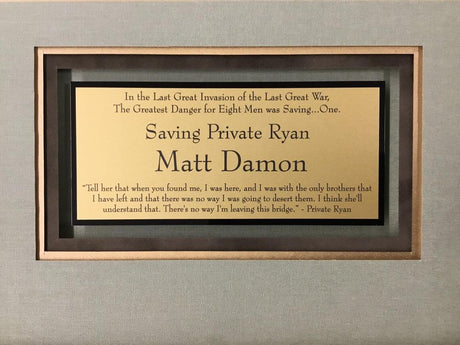 In the Last Great Invasion of the Last Great War,
The Greatest Danger for Eight Men was Saving...One.
Saving Private Ryan
Matt Damon
"Tell her that when you found me, I was here, and I was with the only brothers that
I have left and that there was no way I was going to desert them. I think she'll
understand that. There's no way I'm leaving this bridge." - Private Ryan